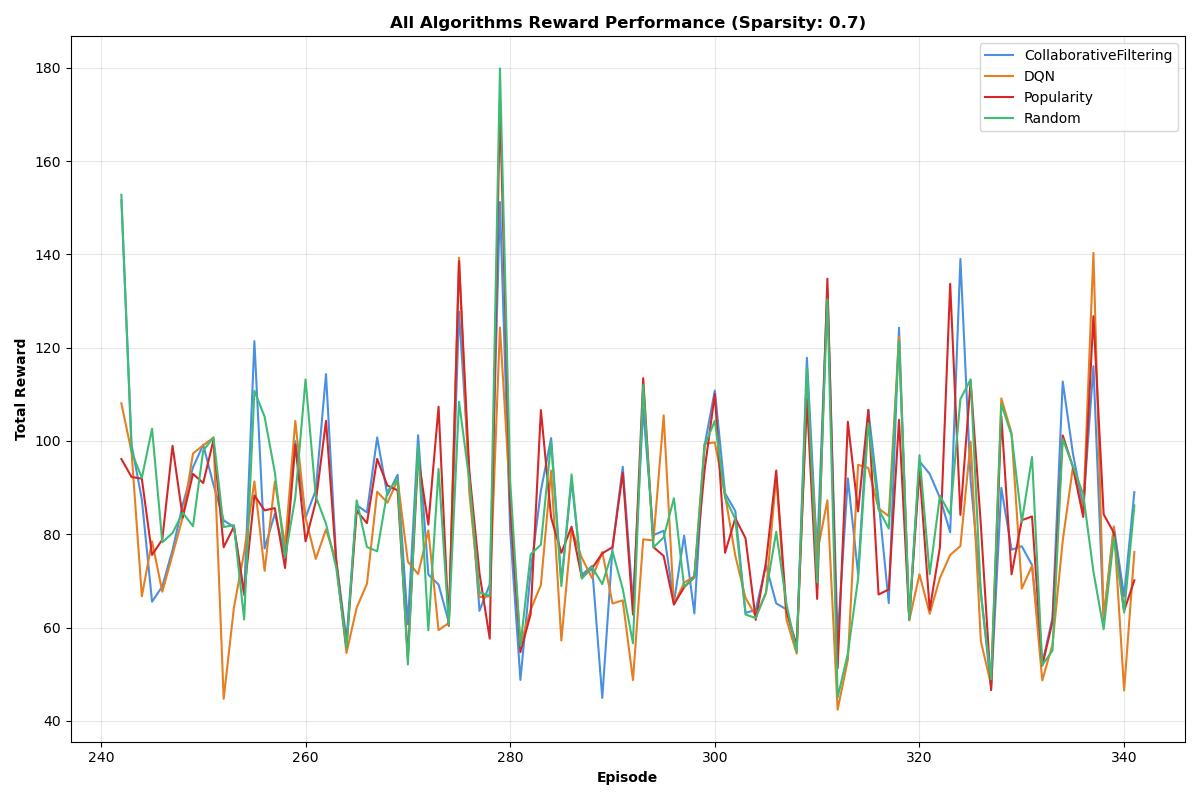 All Algorithms Reward Performance (Sparsity: 0.7)
CollaborativeFiltering
DQN
Popularity
Random
180
160
140
120
100
80
60
40
Total Reward
240
260
280
300
320
340
Episode